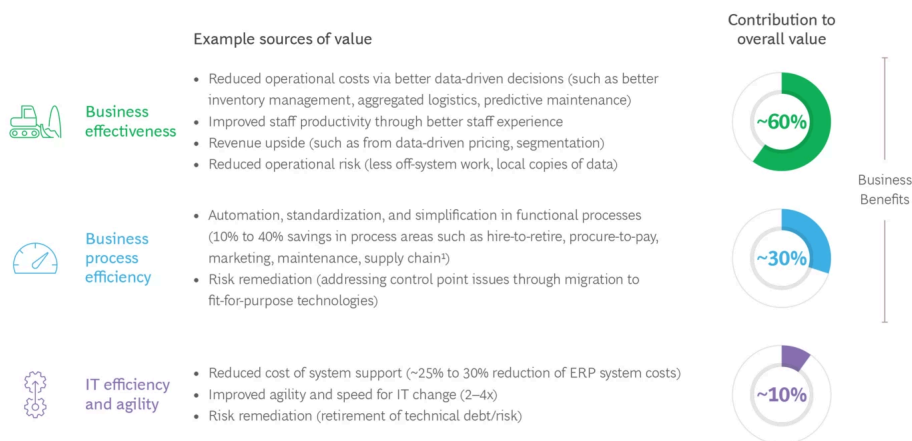 Example sources of value
Contribution to
overall value
Business
effectiveness
• Reduced operational costs via better data-driven decisions (such as better
inventory management, aggregated logistics, predictive maintenance)
• Improved staff productivity through better staff experience
• Revenue upside (such as from data-driven pricing, segmentation)
• Reduced operational risk (less off-system work, local copies of data)
~60%
Business
process
efficiency
• Automation, standardization, and simplification in functional processes
(10% to 40% savings in process areas such as hire-to-retire, procure-to-pay,
marketing, maintenance, supply chain¹)
• Risk remediation (addressing control point issues through migration to
fit-for-purpose technologies)
~30%
Business
Benefits
IT efficiency
and agility
• Reduced cost of system support (~25% to 30% reduction of ERP system costs)
• Improved agility and speed for IT change (2–4x)
• Risk remediation (retirement of technical debt/risk)
~10%